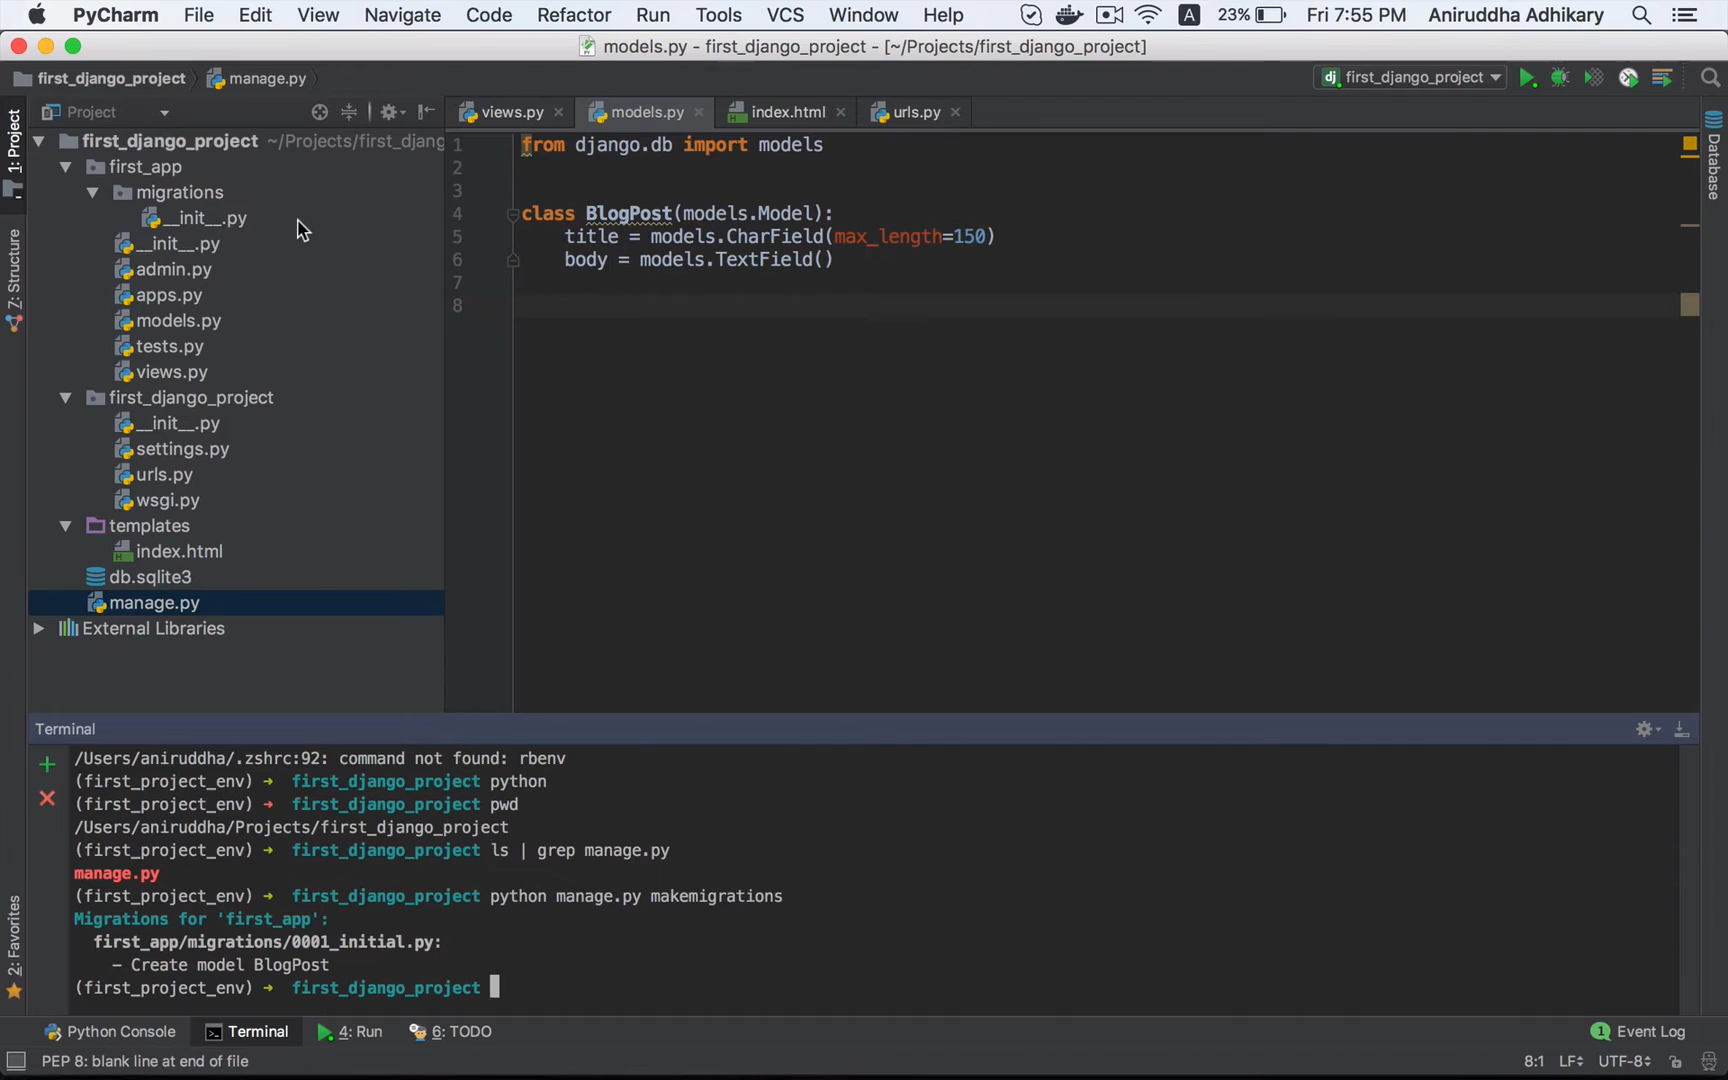 PyCharm File Edit View Navigate Code Refactor Run Tools VCS Window Help A 23% Fri 7:55 PM Aniruddha Adhikary
models.py - first_django_project - [~/Projects/first_django_project]
first_django_project manage.py
dj first_django_project
Project
views.py models.py index.html urls.py
1: Project
7: Structure
2: Favorites
Database
first_django_project ~/Projects/first_djang
first_app
migrations
__init__.py
__init__.py
admin.py
apps.py
models.py
tests.py
views.py
first_django_project
__init__.py
settings.py
urls.py
wsgi.py
templates
index.html
db.sqlite3
manage.py
External Libraries
1 from django.db import models
2
3
4 class BlogPost(models.Model):
5 title = models.CharField(max_length=150)
6 body = models.TextField()
7
8
Terminal
/Users/aniruddha/.zshrc:92: command not found: rbenv
(first_project_env) ➜ first_django_project python
(first_project_env) ➜ first_django_project pwd
/Users/aniruddha/Projects/first_django_project
(first_project_env) ➜ first_django_project ls | grep manage.py
manage.py
(first_project_env) ➜ first_django_project python manage.py makemigrations
Migrations for 'first_app':
first_app/migrations/0001_initial.py:
- Create model BlogPost
(first_project_env) ➜ first_django_project
Python Console Terminal 4: Run 6: TODO 1 Event Log
PEP 8: blank line at end of file 8:1 LF UTF-8